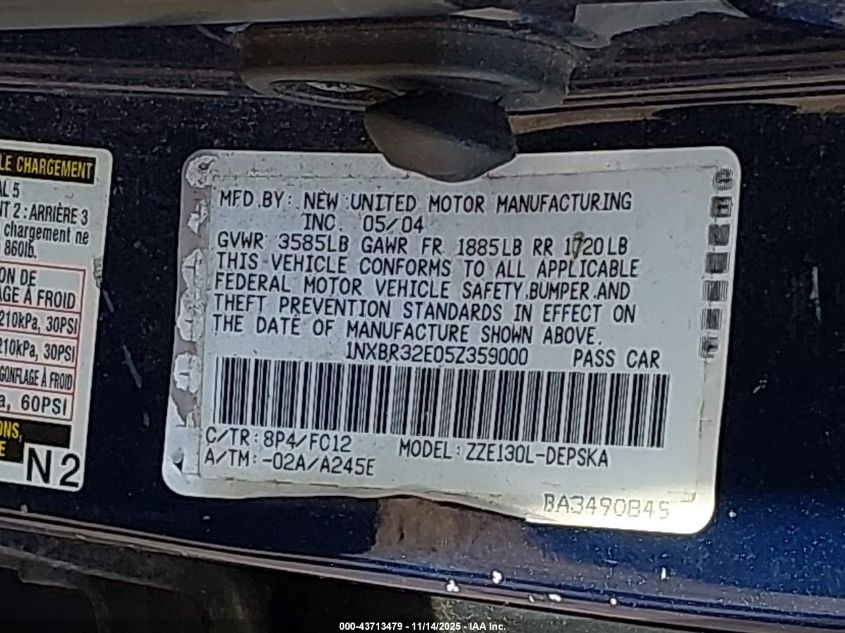 LE CHARGEMENT
AL 5
NT 2 : ARRIÈRE 3
chargement ne
860lb.
ON DE
AGE À FROID
210kPa, 30PSI
210kPa, 30PSI
GONFLAGE À FROID
a, 60PSI
ONS,
E
N2
MFD.BY: NEW UNITED MOTOR MANUFACTURING
INC. 05/04
GVWR 3585LB GAWR FR 1885LB RR 1720LB
THIS VEHICLE CONFORMS TO ALL APPLICABLE
FEDERAL MOTOR VEHICLE SAFETY,BUMPER,AND
THEFT PREVENTION STANDARDS IN EFFECT ON
THE DATE OF MANUFACTURE SHOWN ABOVE.
1NXBR32E05Z359000 PASS CAR
C/TR:8P4/FC12 MODEL:ZZE130L-DEPSKA
A/TM:-02A/A245E
BA3490B45
000-43713479 - 11/14/2025 - IAA Inc.